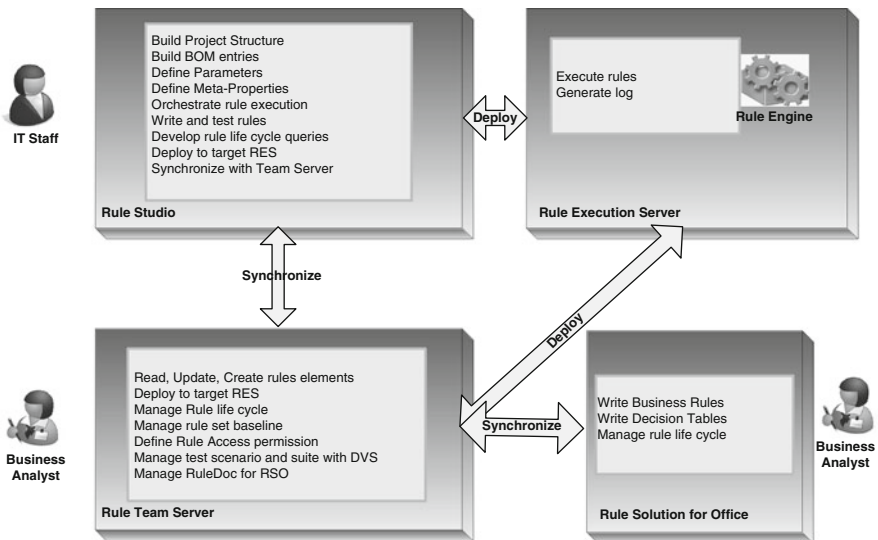 Build Project Structure
Build BOM entries
Define Parameters
Define Meta-Properties
Orchestrate rule execution
Write and test rules
Develop rule life cycle queries
Deploy to target RES
Synchronize with Team Server
Rule Studio
IT Staff
Deploy
Execute rules
Generate log
Rule Engine
Rule Execution Server
Synchronize
Deploy
Read, Update, Create rules elements
Deploy to target RES
Manage Rule life cycle
Manage rule set baseline
Define Rule Access permission
Manage test scenario and suite with DVS
Manage RuleDoc for RSO
Rule Team Server
Business
Analyst
Synchronize
Write Business Rules
Write Decision Tables
Manage rule life cycle
Rule Solution for Office
Business
Analyst